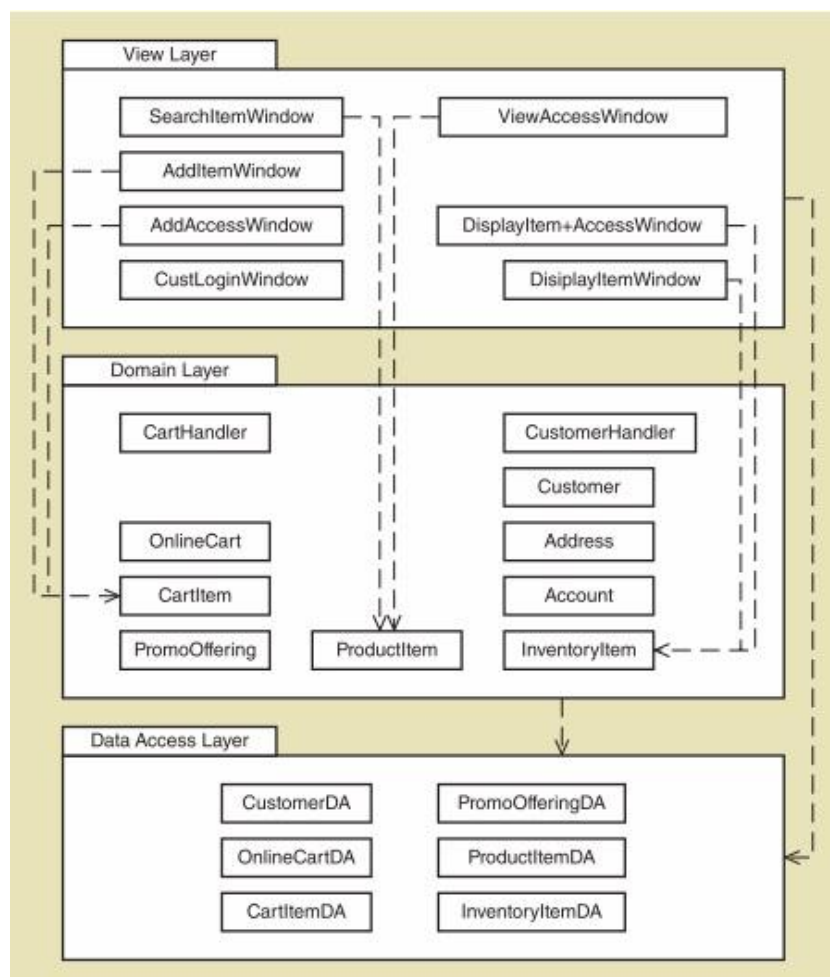 View Layer
SearchItemWindow
ViewAccessWindow
AddItemWindow
AddAccessWindow
DisplayItem+AccessWindow
CustLoginWindow
DisiplayItemWindow
Domain Layer
CartHandler
CustomerHandler
Customer
OnlineCart
Address
CartItem
Account
PromoOffering
ProductItem
InventoryItem
Data Access Layer
CustomerDA
PromoOfferingDA
OnlineCartDA
ProductItemDA
CartItemDA
InventoryItemDA